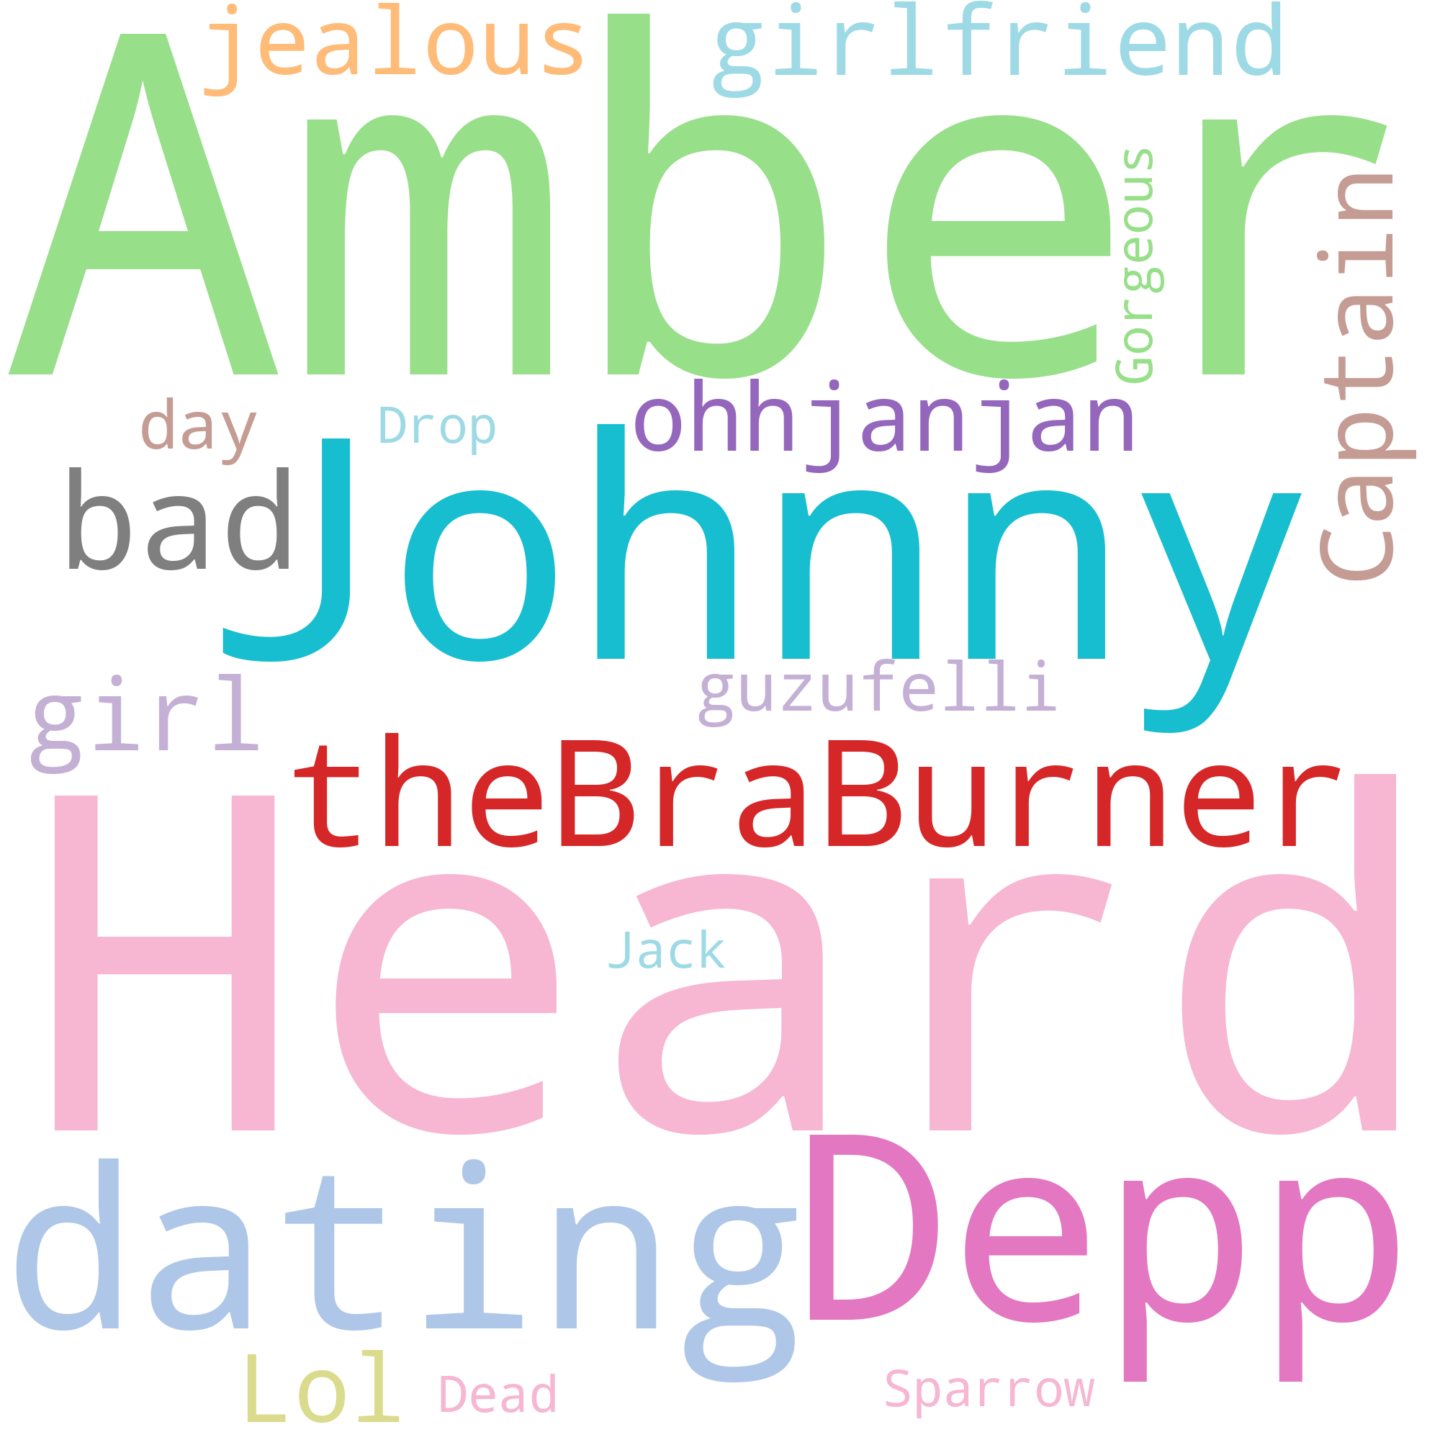 jealous girlfriend
Amber
Gorgeous
Captain
day Drop ohhjanjan
bad Johnny
girl guzufelli
theBraBurner
Heard
Jack
dating Depp
Lol Dead Sparrow